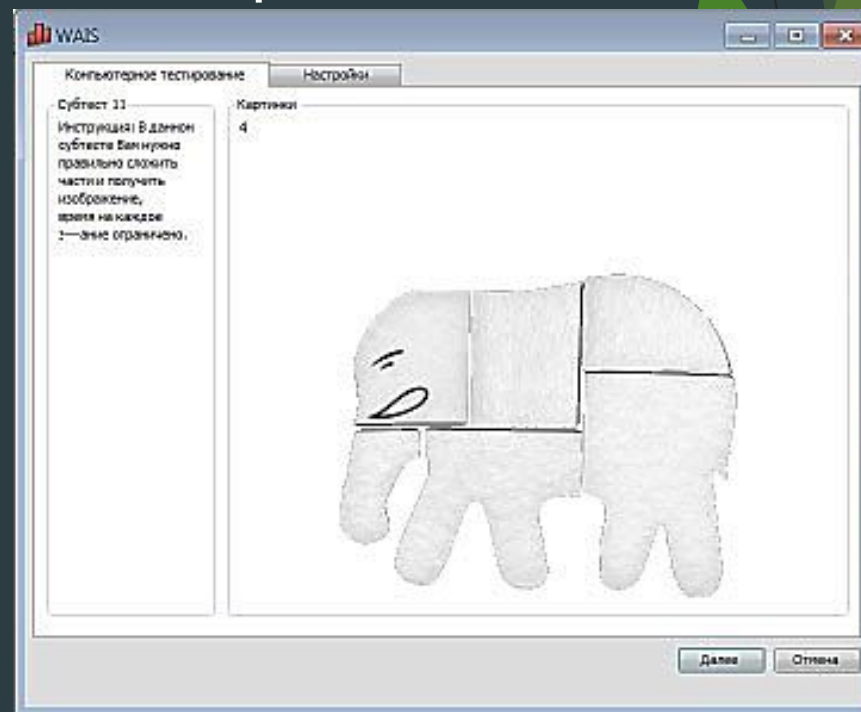 WAIS
Компьютерное тестирование
Настройки
Субтест 11
Инструкция: В данном
субтесте Вам нужно
правильно сложить
части и получить
изображение,
время на каждое
ограничено.
Картинки
4
Далее
Отмена